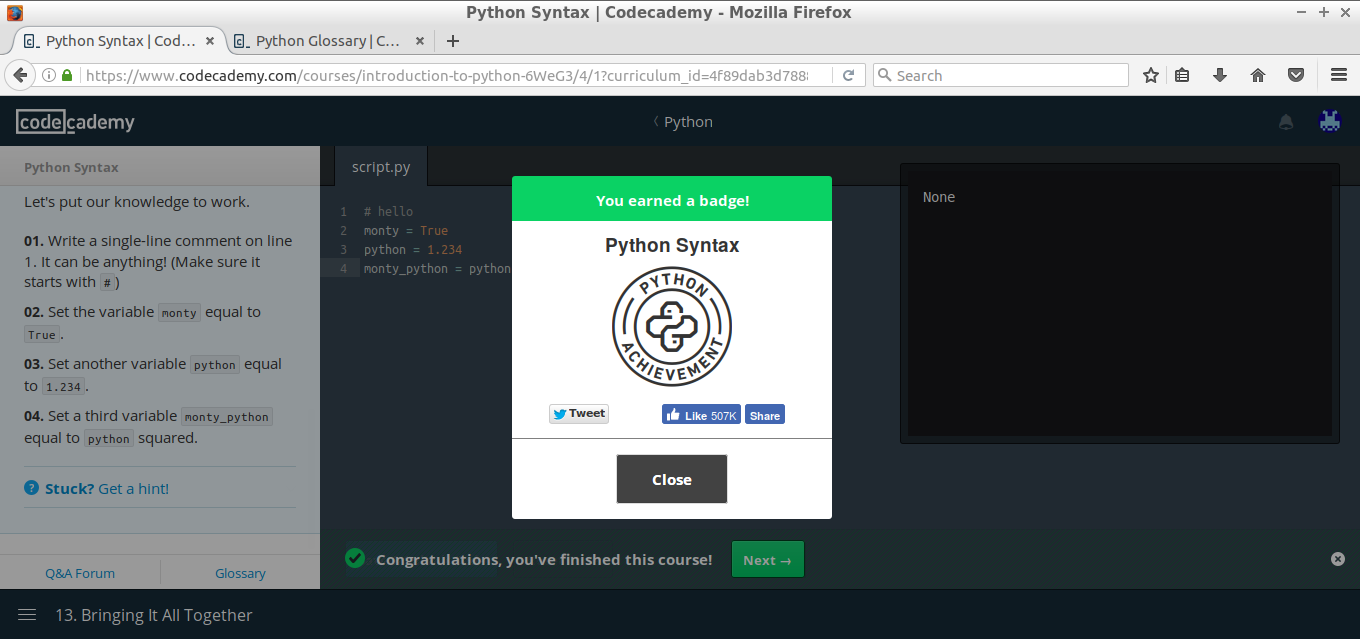 Python Syntax | Codecademy - Mozilla Firefox
Python Syntax | Cod...
Python Glossary | C...
https://www.codecademy.com/courses/introduction-to-python-6WeG3/4/1?curriculum_id=4f89dab3d788
Search
codecademy
Python
Python Syntax
script.py
Let's put our knowledge to work.
01. Write a single-line comment on line
1. It can be anything! (Make sure it
starts with #)
02. Set the variable monty equal to
True.
03. Set another variable python equal
to 1.234.
04. Set a third variable monty_python
equal to python squared.
? Stuck? Get a hint!
Q&A Forum
Glossary
1 # hello
2 monty = True
3 python = 1.234
4 monty_python = python
None
You earned a badge!
Python Syntax
PYTHON
ACHIEVEMENT
Tweet
Like 507K
Share
Close
Congratulations, you've finished this course!
Next →
13. Bringing It All Together